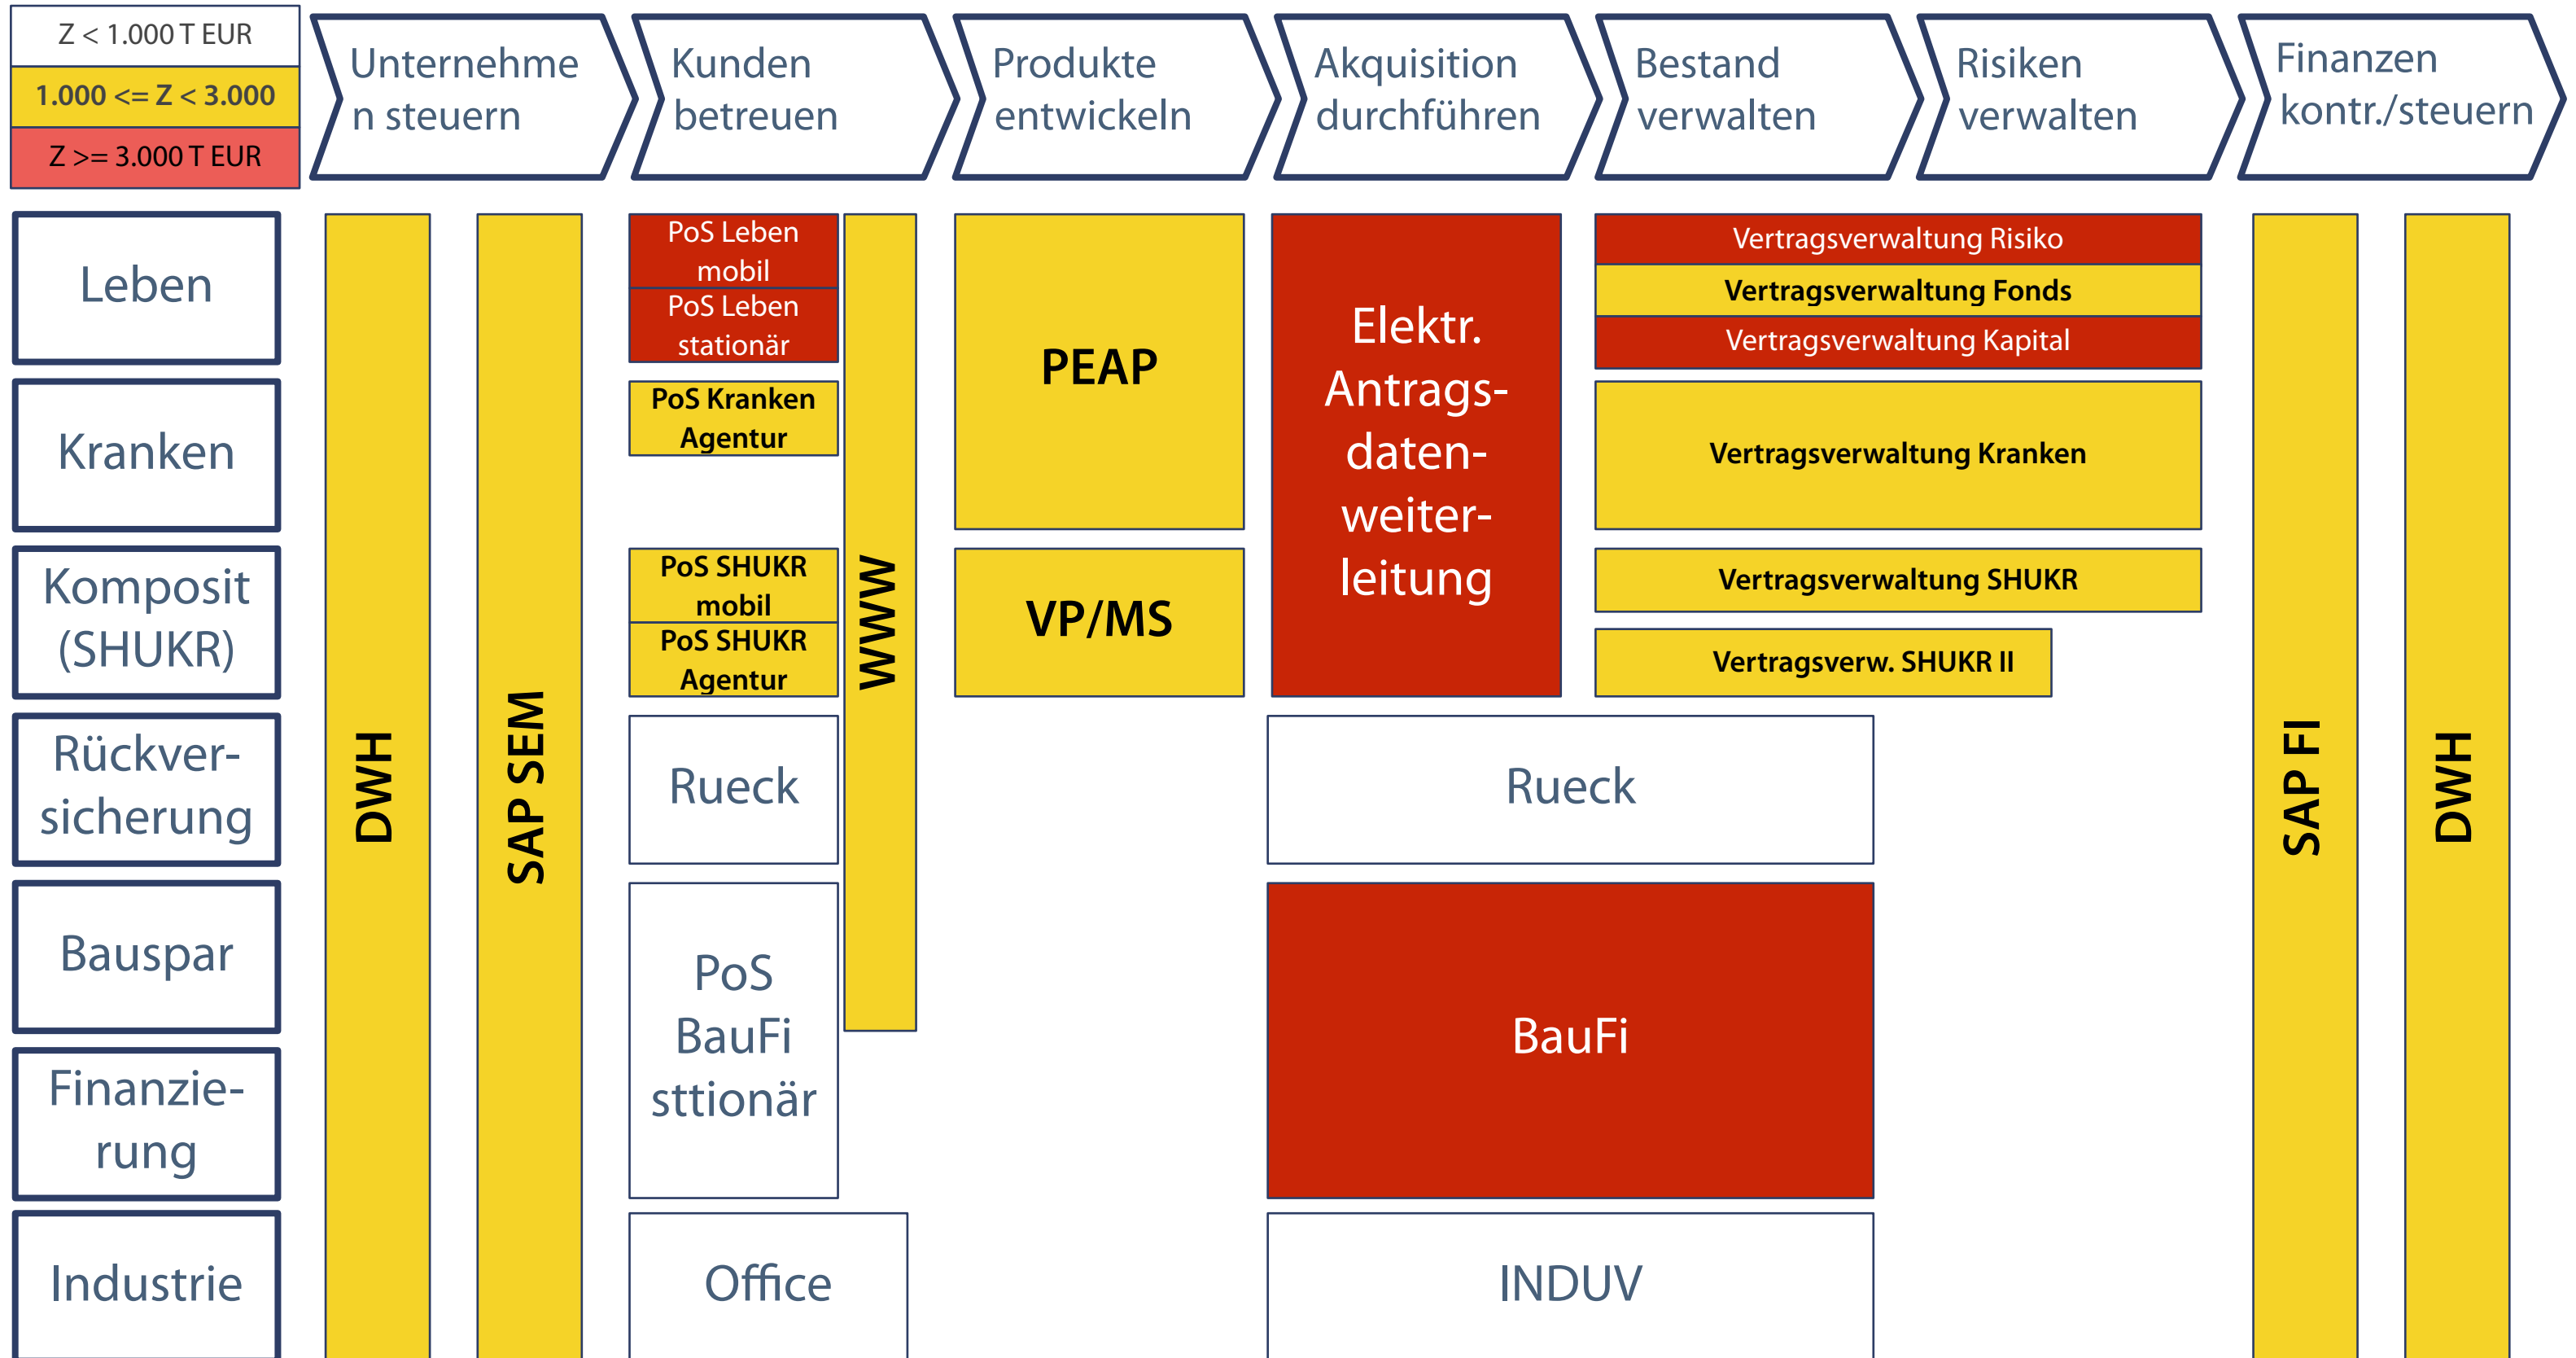 Z < 1.000 T EUR
1.000 <= Z < 3.000
Z >= 3.000 T EUR
Unternehme
n steuern
Kunden
betreuen
Produkte
entwickeln
Akquisition
durchführen
Bestand
verwalten
Risiken
verwalten
Finanzen
kontr./steuern
Leben
Kranken
Komposit
(SHUKR)
Rückver-
sicherung
Bauspar
Finanzie-
rung
Industrie
DWH
SAP SEM
PoS Leben
mobil
PoS Leben
stationär
PoS Kranken
Agentur
PoS SHUKR
mobil
PoS SHUKR
Agentur
Rueck
PoS
BauFi
sttionär
Office
WWW
PEAP
VP/MS
Elektr.
Antrags-
daten-
weiter-
leitung
Vertragsverwaltung Risiko
Vertragsverwaltung Fonds
Vertragsverwaltung Kapital
Vertragsverwaltung Kranken
Vertragsverwaltung SHUKR
Vertragsverw. SHUKR II
Rueck
BauFi
INDUV
SAP FI
DWH